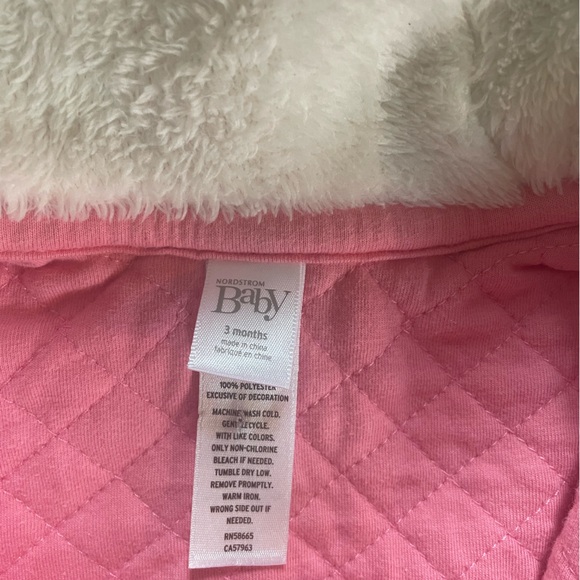 NORDSTROM
Baby
3 months
made in china
fabriqué en chine
100% POLYESTER
EXCUSIVE OF DECORATION
MACHINE WASH COLD.
GENTLE CYCLE.
WITH LIKE COLORS.
ONLY NON-CHLORINE
BLEACH IF NEEDED.
TUMBLE DRY LOW.
REMOVE PROMPTLY.
WARM IRON.
WRONG SIDE OUT IF
NEEDED.
RN58665
CA57963